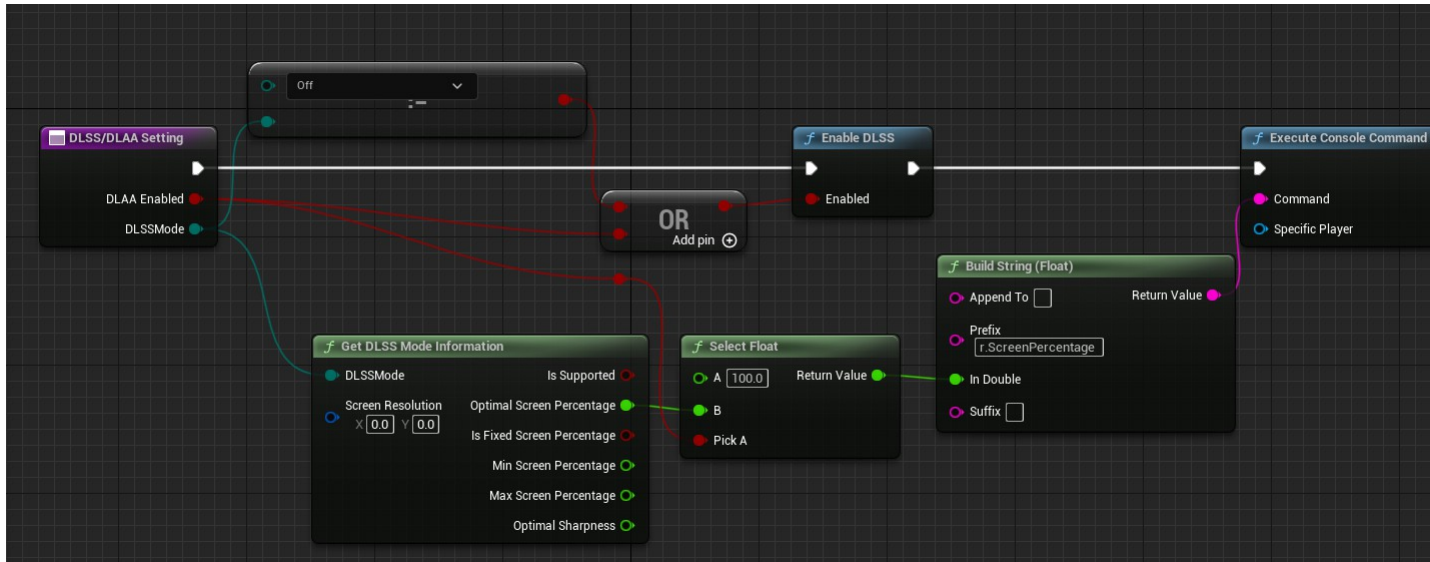 Off
!=
DLSS/DLAA Setting
DLAA Enabled
DLSSMode
OR
Add pin
f Enable DLSS
Enabled
f Execute Console Command
Command
Specific Player
f Build String (Float)
Append To
Return Value
Prefix
r.ScreenPercentage
In Double
Suffix
f Get DLSS Mode Information
DLSSMode
Is Supported
Screen Resolution
X 0.0 Y 0.0
Optimal Screen Percentage
Is Fixed Screen Percentage
Min Screen Percentage
Max Screen Percentage
Optimal Sharpness
f Select Float
A 100.0
Return Value
B
Pick A